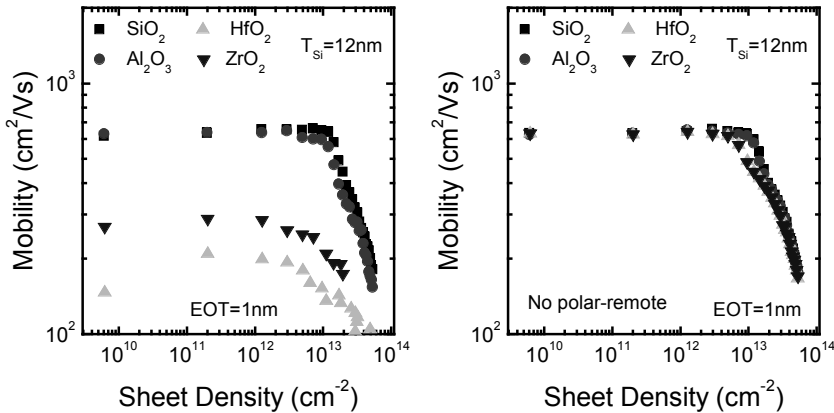 SiO₂ HfO₂
Al₂O₃ ZrO₂
T_Si=12nm
10³
10²
Mobility (cm²/Vs)
EOT=1nm
10¹⁰ 10¹¹ 10¹² 10¹³ 10¹⁴
Sheet Density (cm⁻²)
SiO₂ HfO₂
Al₂O₃ ZrO₂
T_Si=12nm
10³
10²
Mobility (cm²/Vs)
No polar-remote EOT=1nm
10¹⁰ 10¹¹ 10¹² 10¹³ 10¹⁴
Sheet Density (cm⁻²)